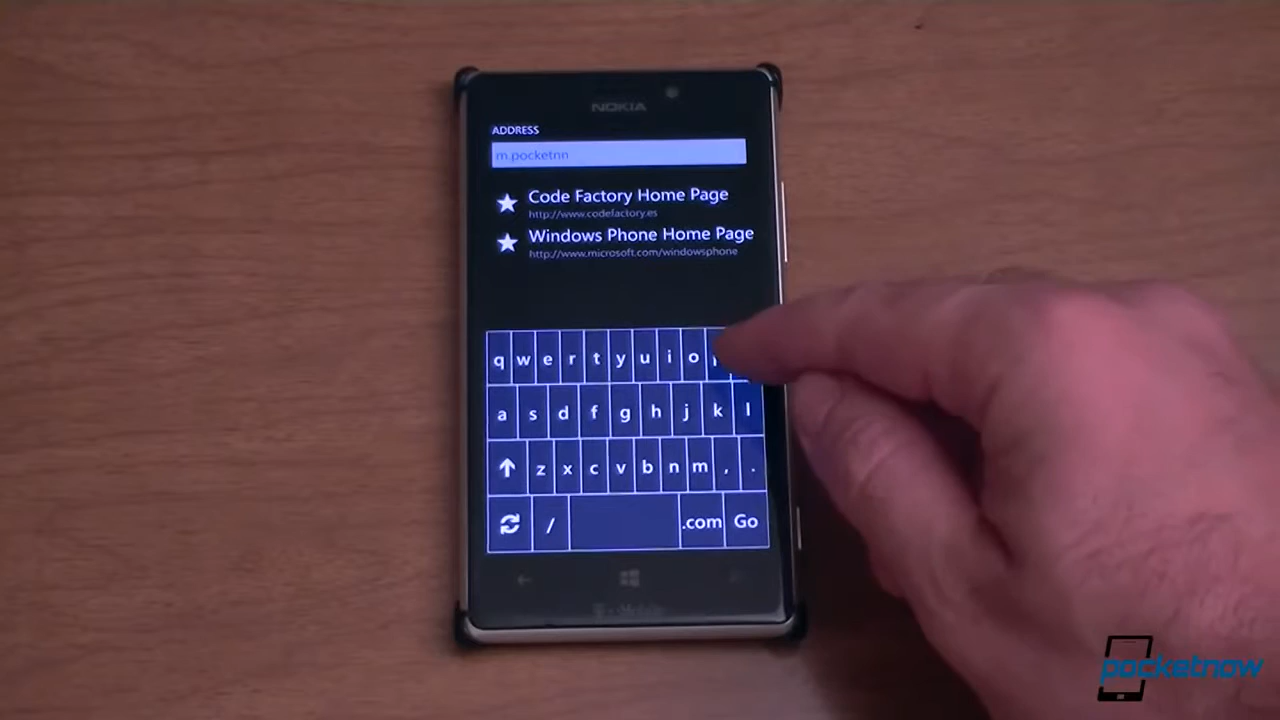 NOKIA
ADDRESS
m.pocketnn
Code Factory Home Page
http://www.codefactory.es
Windows Phone Home Page
http://www.microsoft.com/windowsphone
q w e r t y u i o
a s d f g h j k l
z x c v b n m , .
/ .com Go
T-Mobile
pocketnow